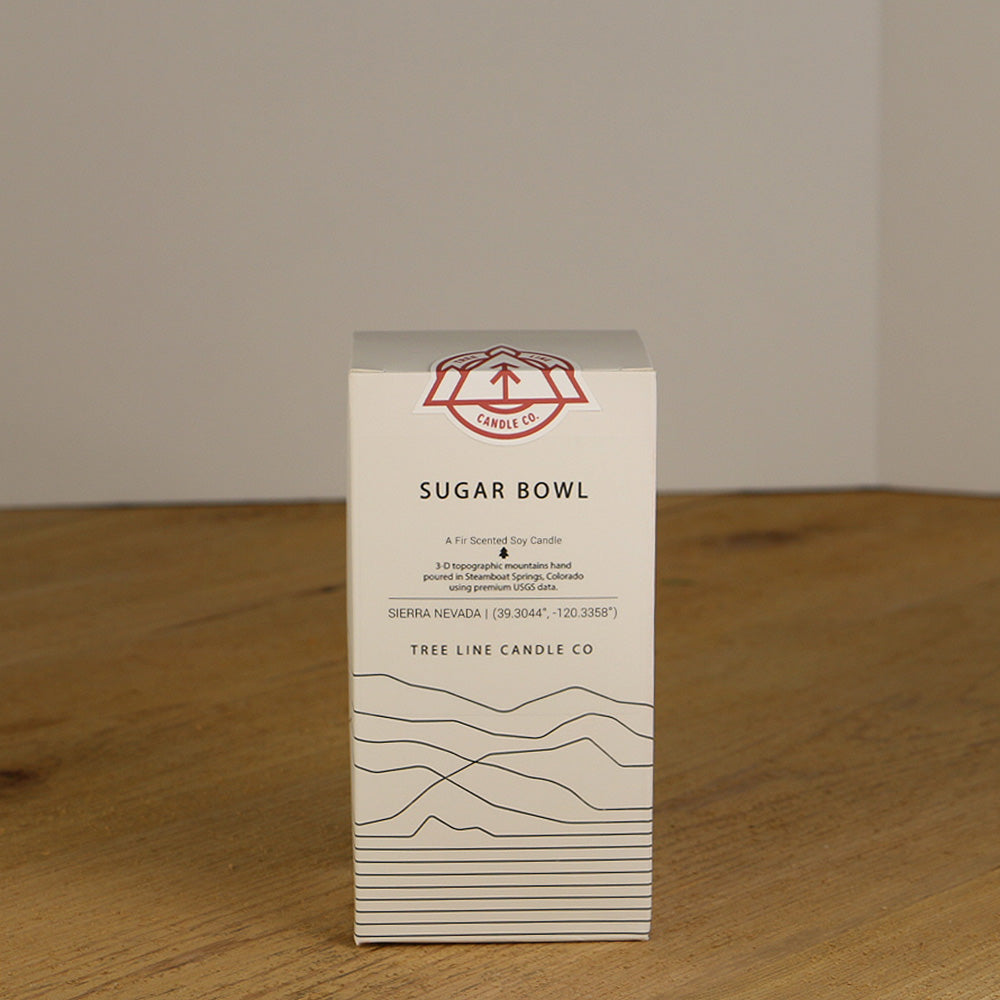 TREE LINE
CANDLE CO.
SUGAR BOWL
A Fir Scented Soy Candle
3-D topographic mountains hand
poured in Steamboat Springs, Colorado
using premium USGS data.
SIERRA NEVADA | (39.3044°, -120.3358°)
TREE LINE CANDLE CO